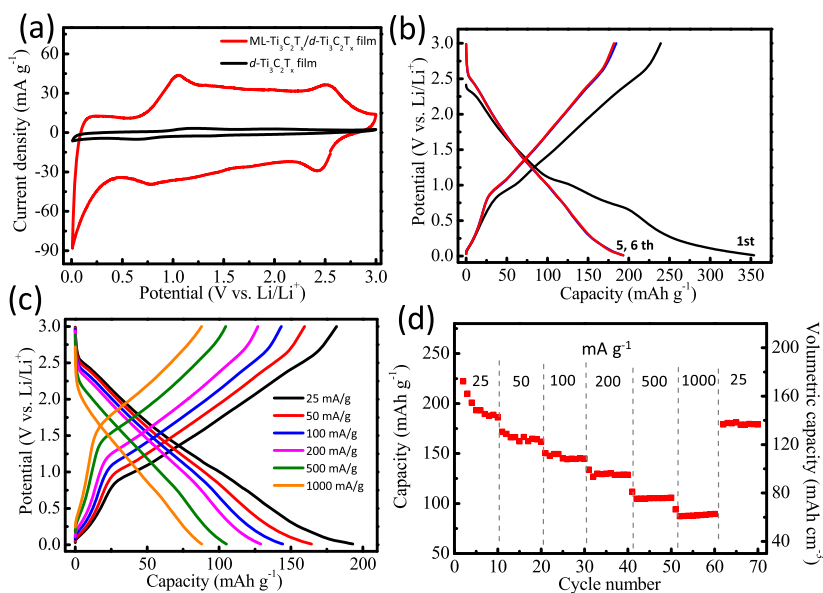 (a)
ML-Ti₃C₂Tₓ/d-Ti₃C₂Tₓ film
d-Ti₃C₂Tₓ film
Current density (mA g⁻¹)
60
30
0
-30
-60
-90
0.0 1.0 2.0 3.0
Potential (V vs. Li/Li⁺)
(b)
Potential (V vs. Li/Li⁺)
3.0
2.5
2.0
1.5
1.0
0.5
0.0
5, 6 th
1st
0 50 100 150 200 250 300 350
Capacity (mAh g⁻¹)
(c)
Potential (V vs. Li/Li⁺)
3.0
2.5
2.0
1.5
1.0
0.5
0.0
25 mA/g
50 mA/g
100 mA/g
200 mA/g
500 mA/g
1000 mA/g
0 50 100 150 200
Capacity (mAh g⁻¹)
(d)
Capacity (mAh g⁻¹)
250
225
200
175
150
125
100
75
50
mA g⁻¹
25 50 100 200 500 1000 25
0 10 20 30 40 50 60 70
Cycle number
200
160
120
80
40
Volumetric capacity (mAh cm⁻³)